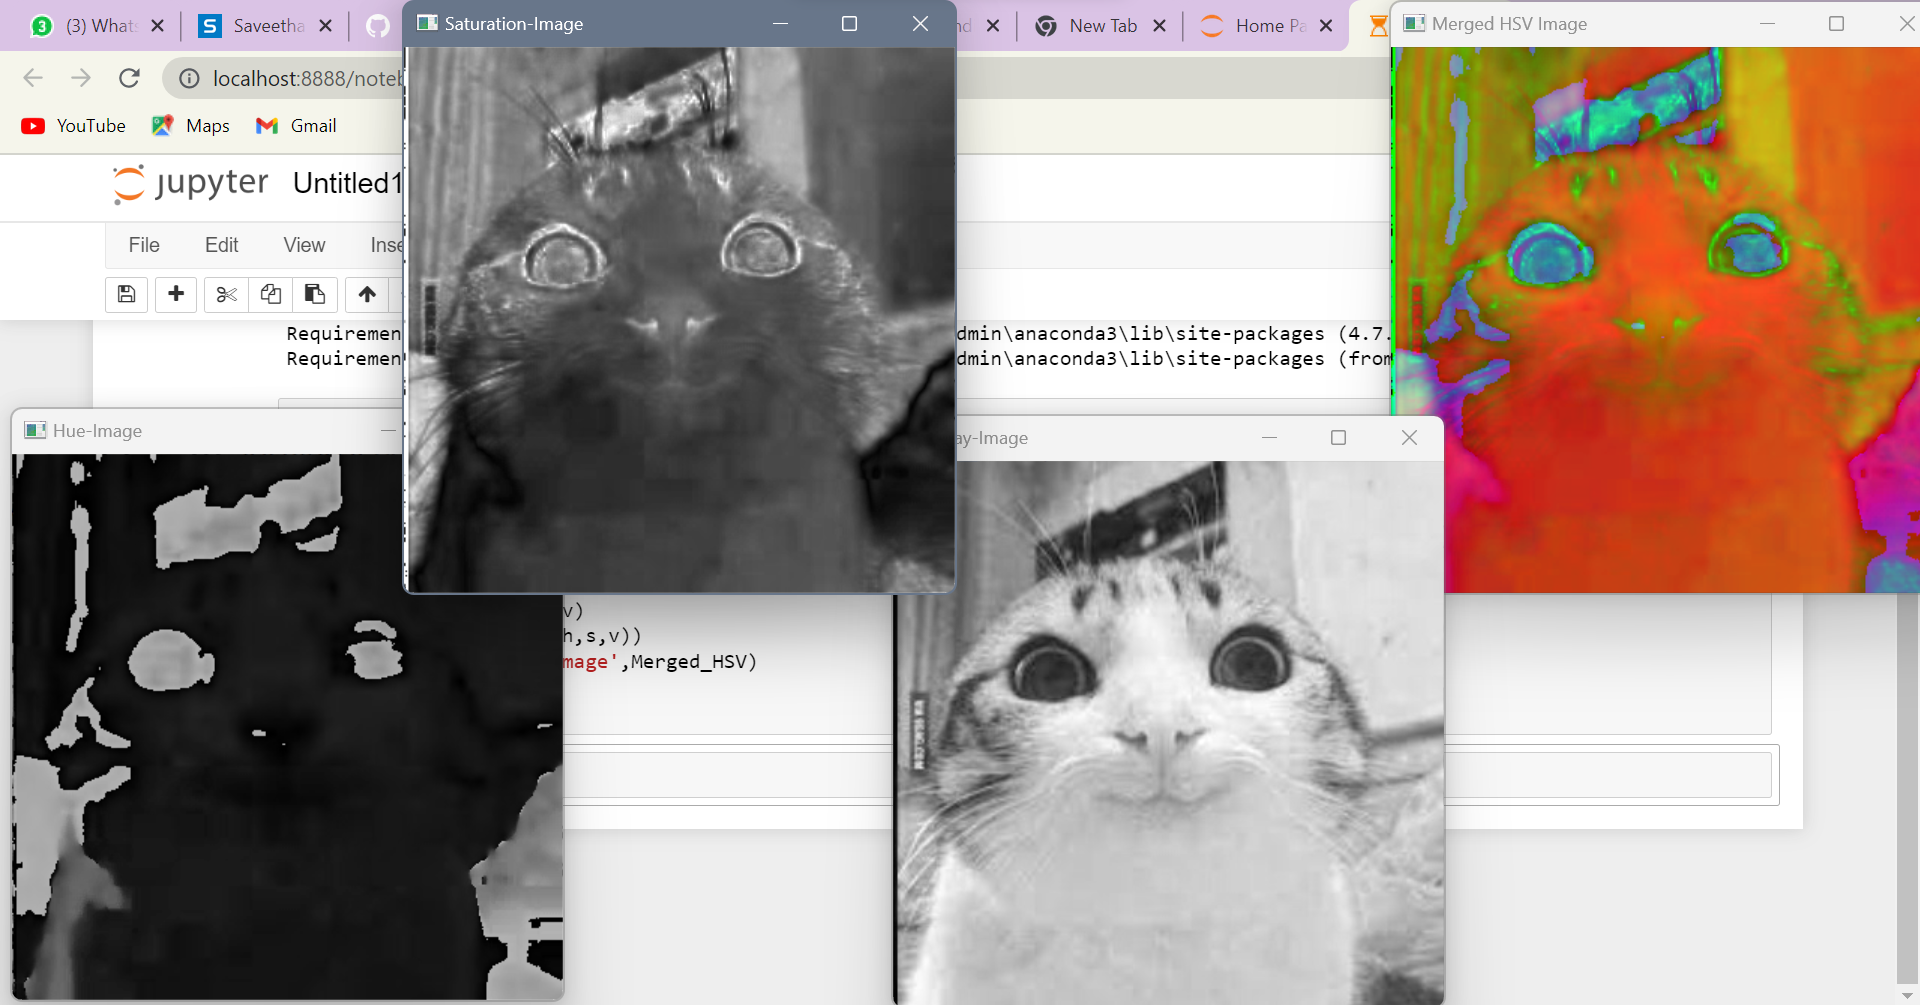 (3) Whats
Saveetha
Saturation-Image
nd
New Tab
Home Pa
Merged HSV Image
localhost:8888/noteb
YouTube
Maps
Gmail
jupyter Untitled1
File Edit View Inse
Requiremen dmin\anaconda3\lib\site-packages (4.7.
Requiremen dmin\anaconda3\lib\site-packages (from
Hue-Image
ay-Image
v)
h,s,v))
mage',Merged_HSV)